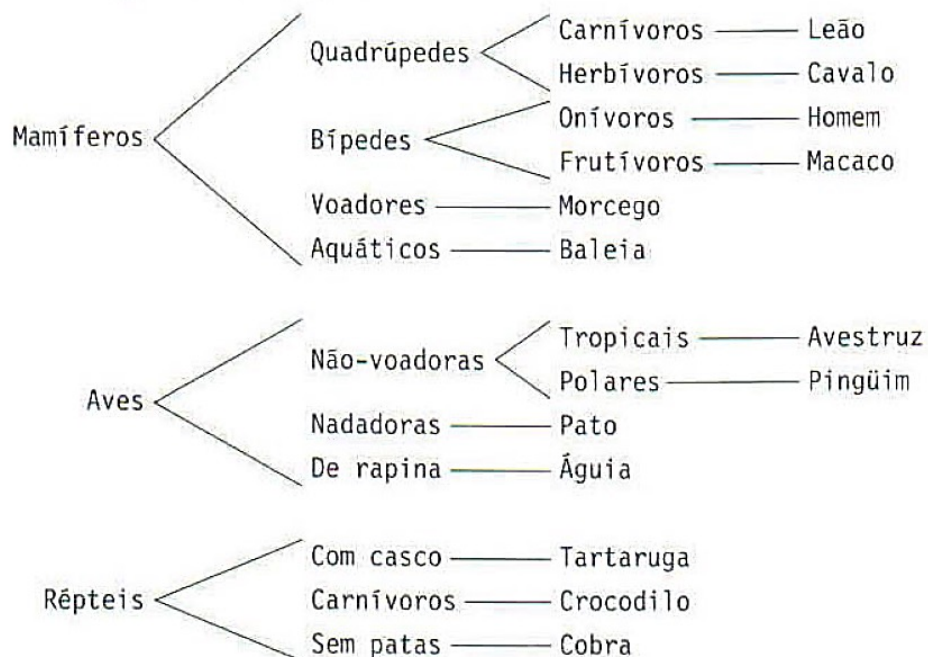 Quadrúpedes Carnívoros Leão
Herbívoros Cavalo
Mamíferos Bípedes Onívoros Homem
Frutívoros Macaco
Voadores Morcego
Aquáticos Baleia
Aves Não-voadoras Tropicais Avestruz
Polares Pingüim
Nadadoras Pato
De rapina Águia
Répteis Com casco Tartaruga
Carnívoros Crocodilo
Sem patas Cobra